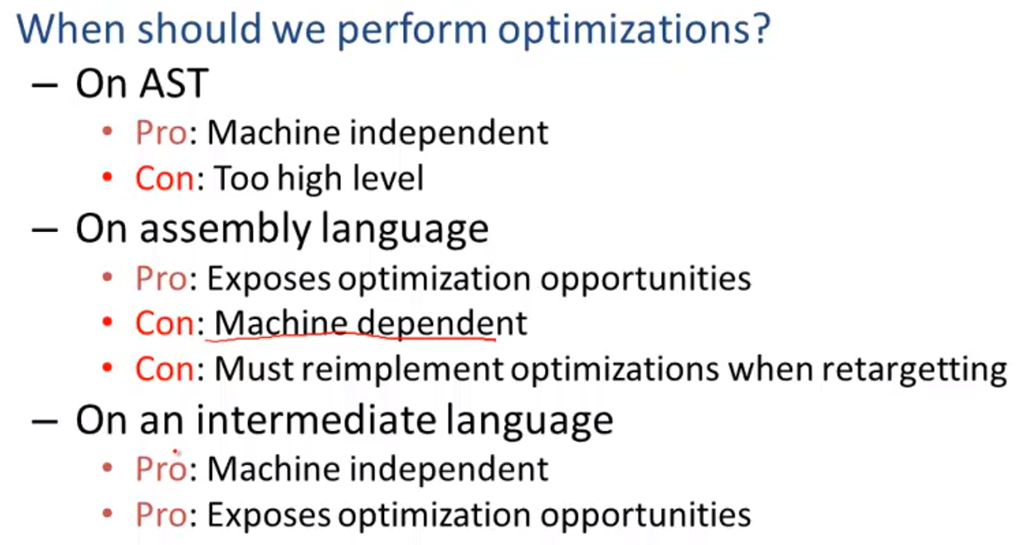 When should we perform optimizations?
– On AST
• Pro: Machine independent
• Con: Too high level
– On assembly language
• Pro: Exposes optimization opportunities
• Con: Machine dependent
• Con: Must reimplement optimizations when retargetting
– On an intermediate language
• Pro: Machine independent
• Pro: Exposes optimization opportunities